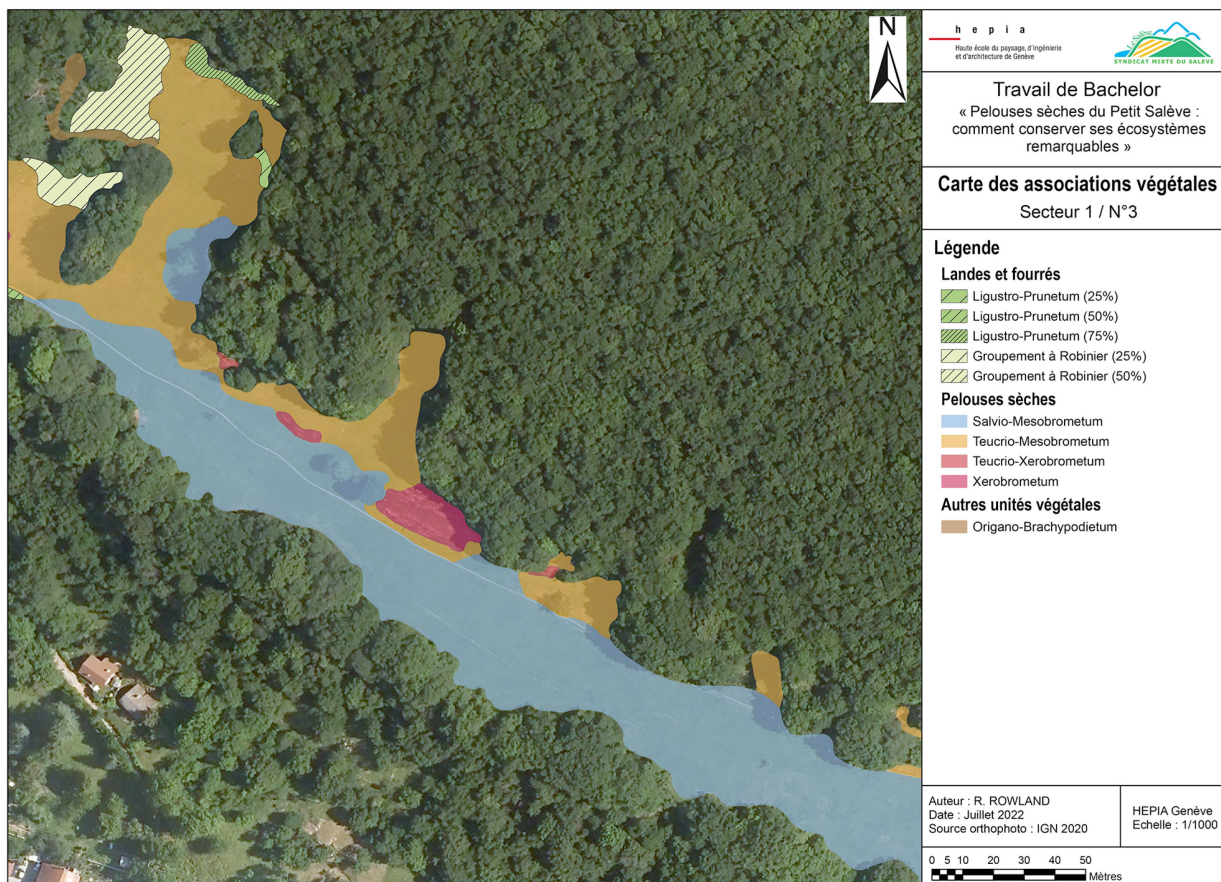 N
h e p i a
Haute école du paysage, d'ingénierie
et d'architecture de Genève
Le Salève
SYNDICAT MIXTE DU SALÈVE
Travail de Bachelor
« Pelouses sèches du Petit Salève :
comment conserver ses écosystèmes
remarquables »
Carte des associations végétales
Secteur 1 / N°3
Légende
Landes et fourrés
Ligustro-Prunetum (25%)
Ligustro-Prunetum (50%)
Ligustro-Prunetum (75%)
Groupement à Robinier (25%)
Groupement à Robinier (50%)
Pelouses sèches
Salvio-Mesobrometum
Teucrio-Mesobrometum
Teucrio-Xerobrometum
Xerobrometum
Autres unités végétales
Origano-Brachypodietum
Auteur : R. ROWLAND
Date : Juillet 2022
Source orthophoto : IGN 2020
HEPIA Genève
Echelle : 1/1000
0 5 10 20 30 40 50
Mètres